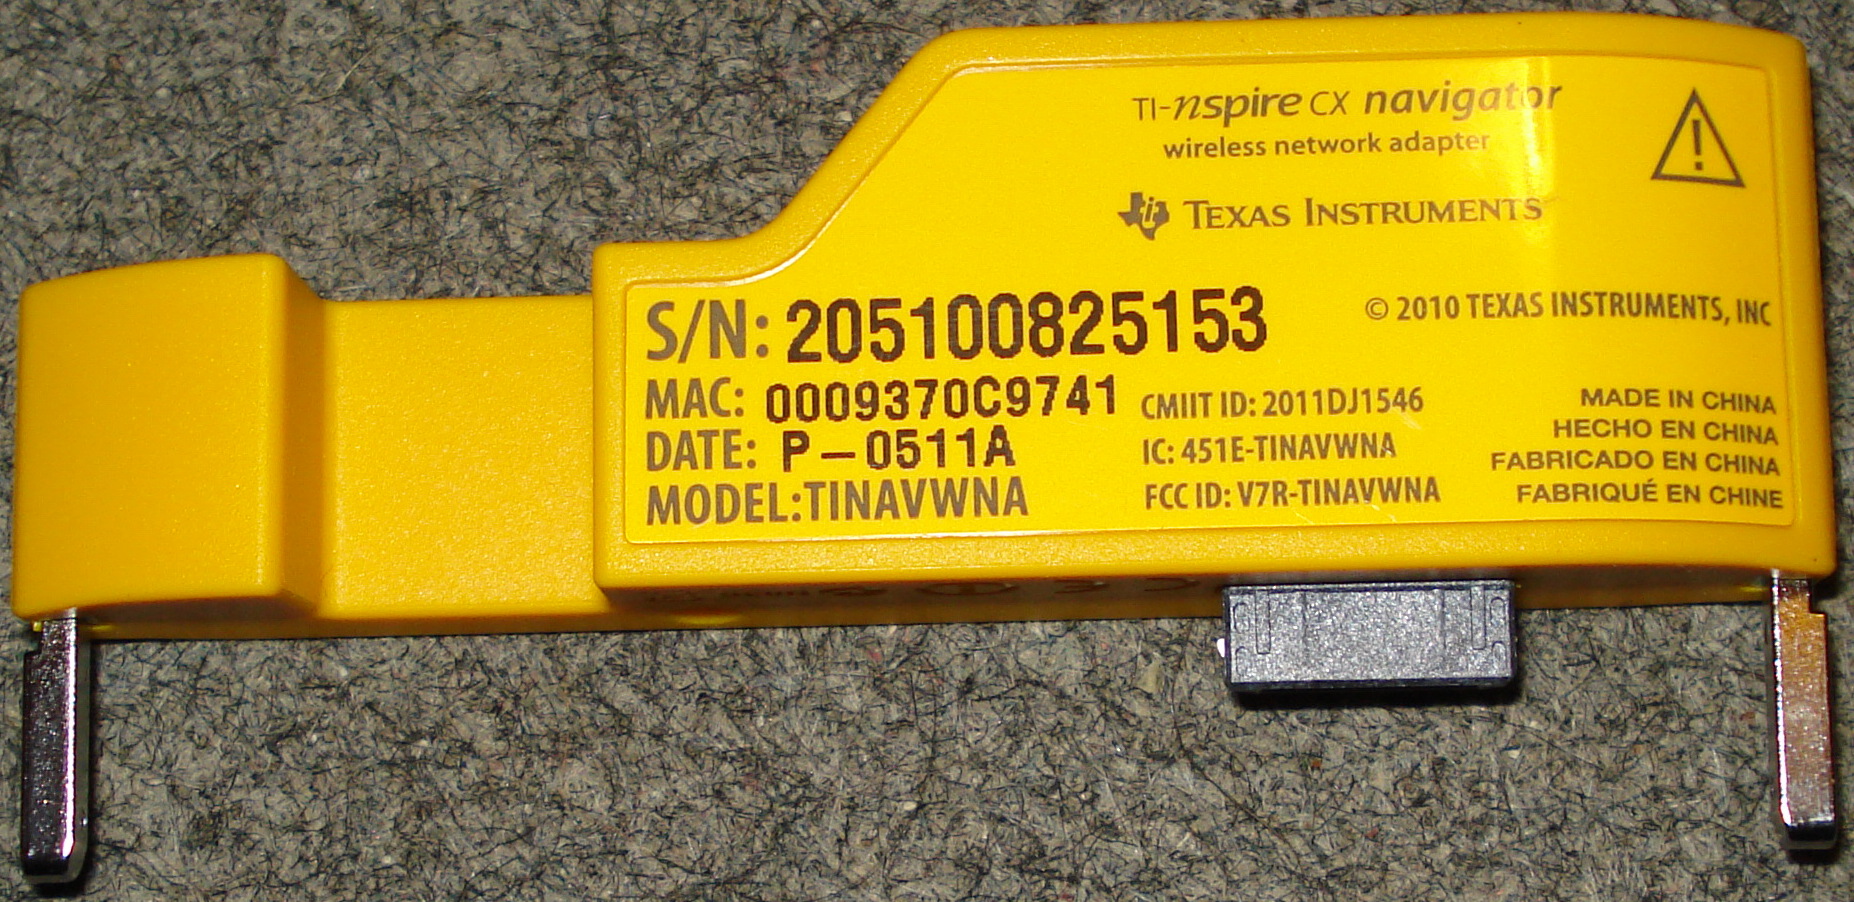 TI-nspire CX navigator
wireless network adapter
TEXAS INSTRUMENTS
S/N: 205100825153
© 2010 TEXAS INSTRUMENTS, INC
MAC: 0009370C9741
DATE: P-0511A
MODEL:TINAVWNA
CMIIT ID: 2011DJ1546
IC: 451E-TINAVWNA
FCC ID: V7R-TINAVWNA
MADE IN CHINA
HECHO EN CHINA
FABRICADO EN CHINA
FABRIQUÉ EN CHINE